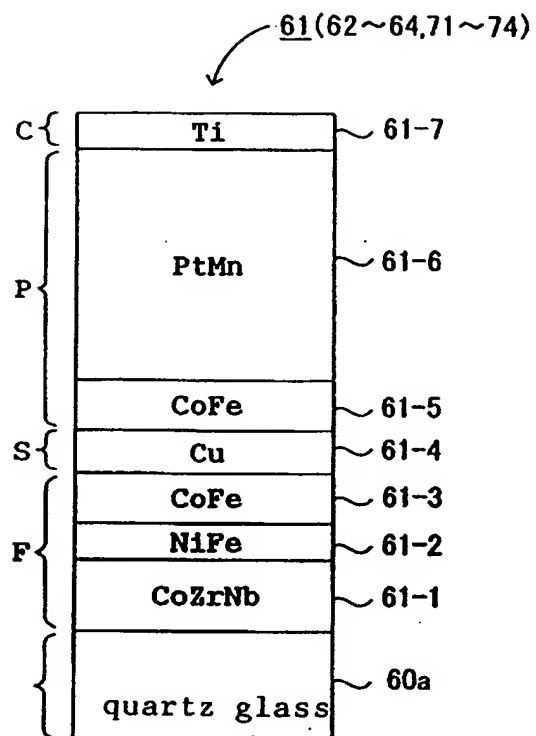 61(62~64,71~74)
C { Ti 61-7
P { PtMn 61-6
CoFe 61-5
S { Cu 61-4
F { CoFe 61-3
NiFe 61-2
CoZrNb 61-1
{ quartz glass 60a